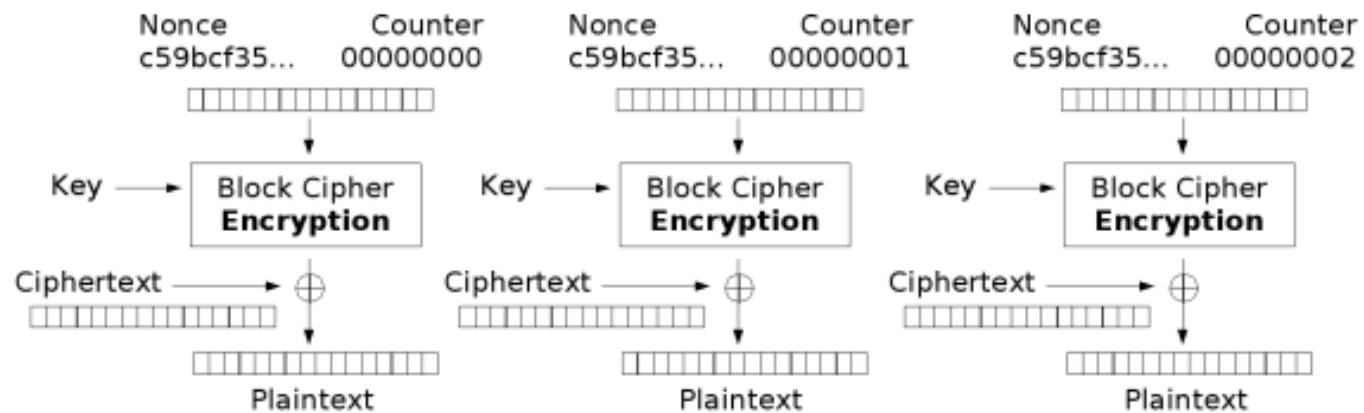 Nonce Counter Nonce Counter Nonce Counter
c59bcf35... 00000000 c59bcf35... 00000001 c59bcf35... 00000002
Key Block Cipher Key Block Cipher Key Block Cipher
Encryption Encryption Encryption
Ciphertext Ciphertext Ciphertext
Plaintext Plaintext Plaintext